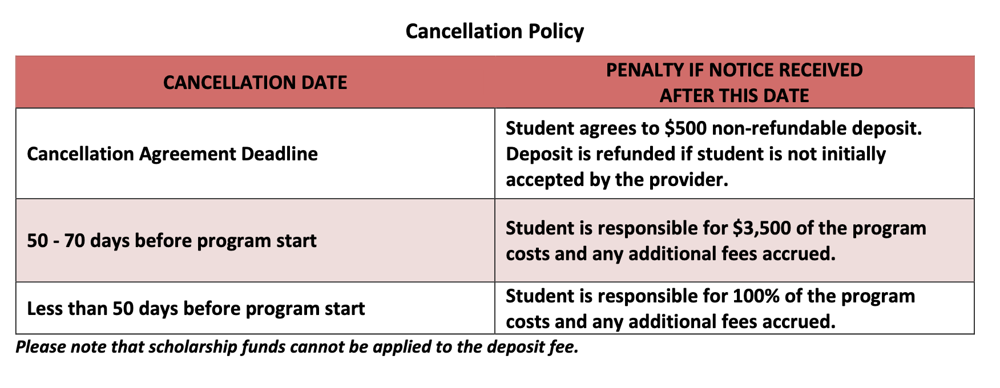 Cancellation Policy
CANCELLATION DATE
PENALTY IF NOTICE RECEIVED
AFTER THIS DATE
Cancellation Agreement Deadline
Student agrees to $500 non-refundable deposit.
Deposit is refunded if student is not initially
accepted by the provider.
50 - 70 days before program start
Student is responsible for $3,500 of the program
costs and any additional fees accrued.
Less than 50 days before program start
Student is responsible for 100% of the program
costs and any additional fees accrued.
Please note that scholarship funds cannot be applied to the deposit fee.